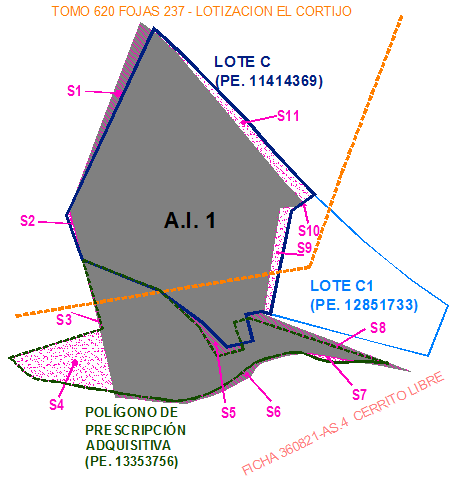 TOMO 620 FOJAS 237 - LOTIZACION EL CORTIJO
LOTE C
(PE. 11414369)
S1
S11
S2
A.I. 1
S10
S9
LOTE C1
(PE. 12851733)
S3
S8
S7
S4
S5
S6
POLÍGONO DE
PRESCRIPCIÓN
ADQUISITIVA
(PE. 13353756)
FICHA 360821-AS.4 CERRITO LIBRE